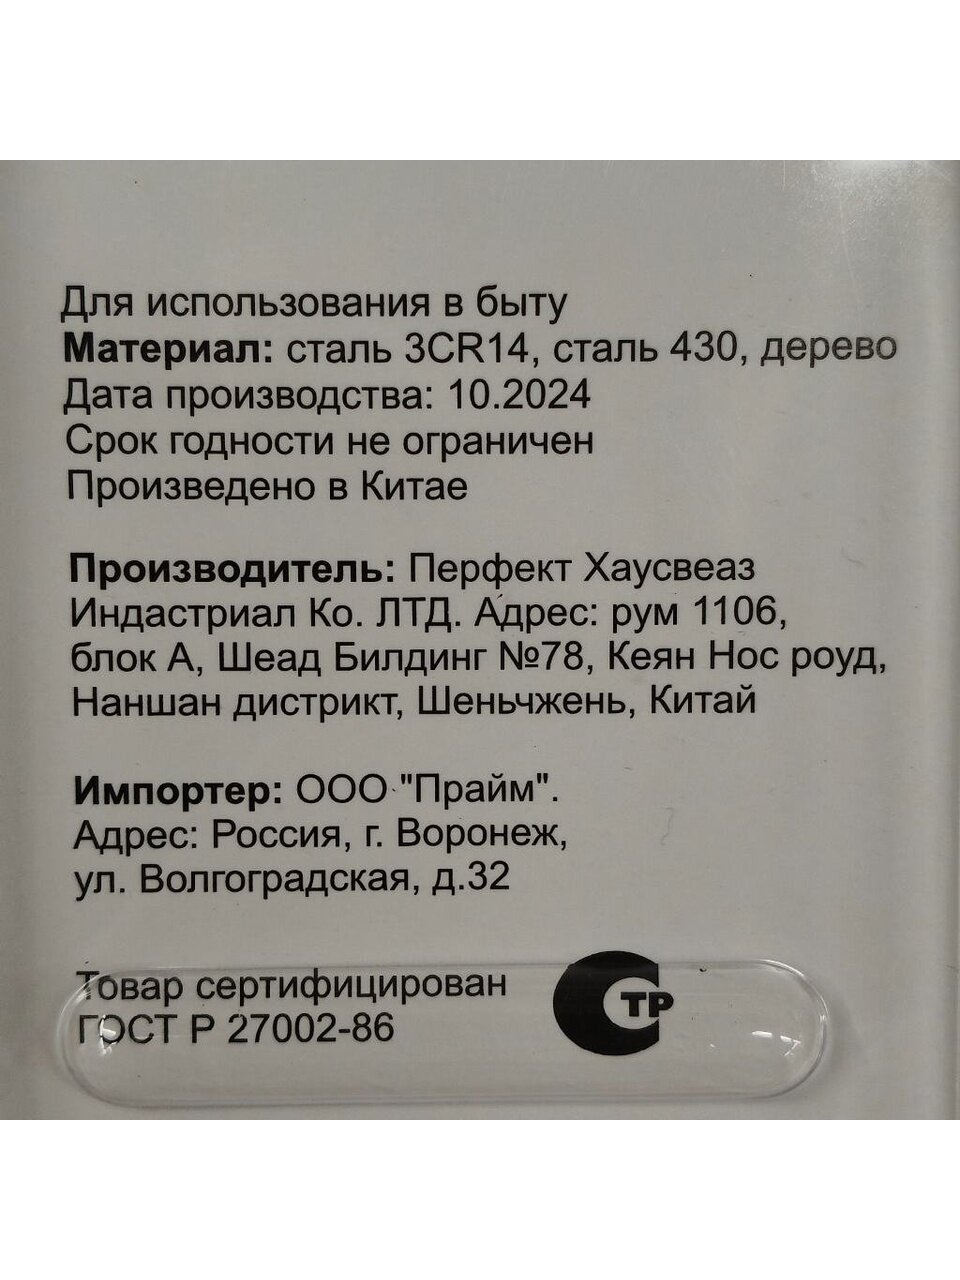 Для использования в быту
Материал: сталь 3CR14, сталь 430, дерево
Дата производства: 10.2024
Срок годности не ограничен
Произведено в Китае
Производитель: Перфект Хаусвеаз
Индастриал Ко. ЛТД. Адрес: рум 1106,
блок А, Шеад Билдинг №78, Кеян Нос роуд,
Наншан дистрикт, Шеньчжень, Китай
Импортер: ООО "Прайм".
Адрес: Россия, г. Воронеж,
ул. Волгоградская, д.32
Товар сертифицирован
ГОСТ Р 27002-86
СТР